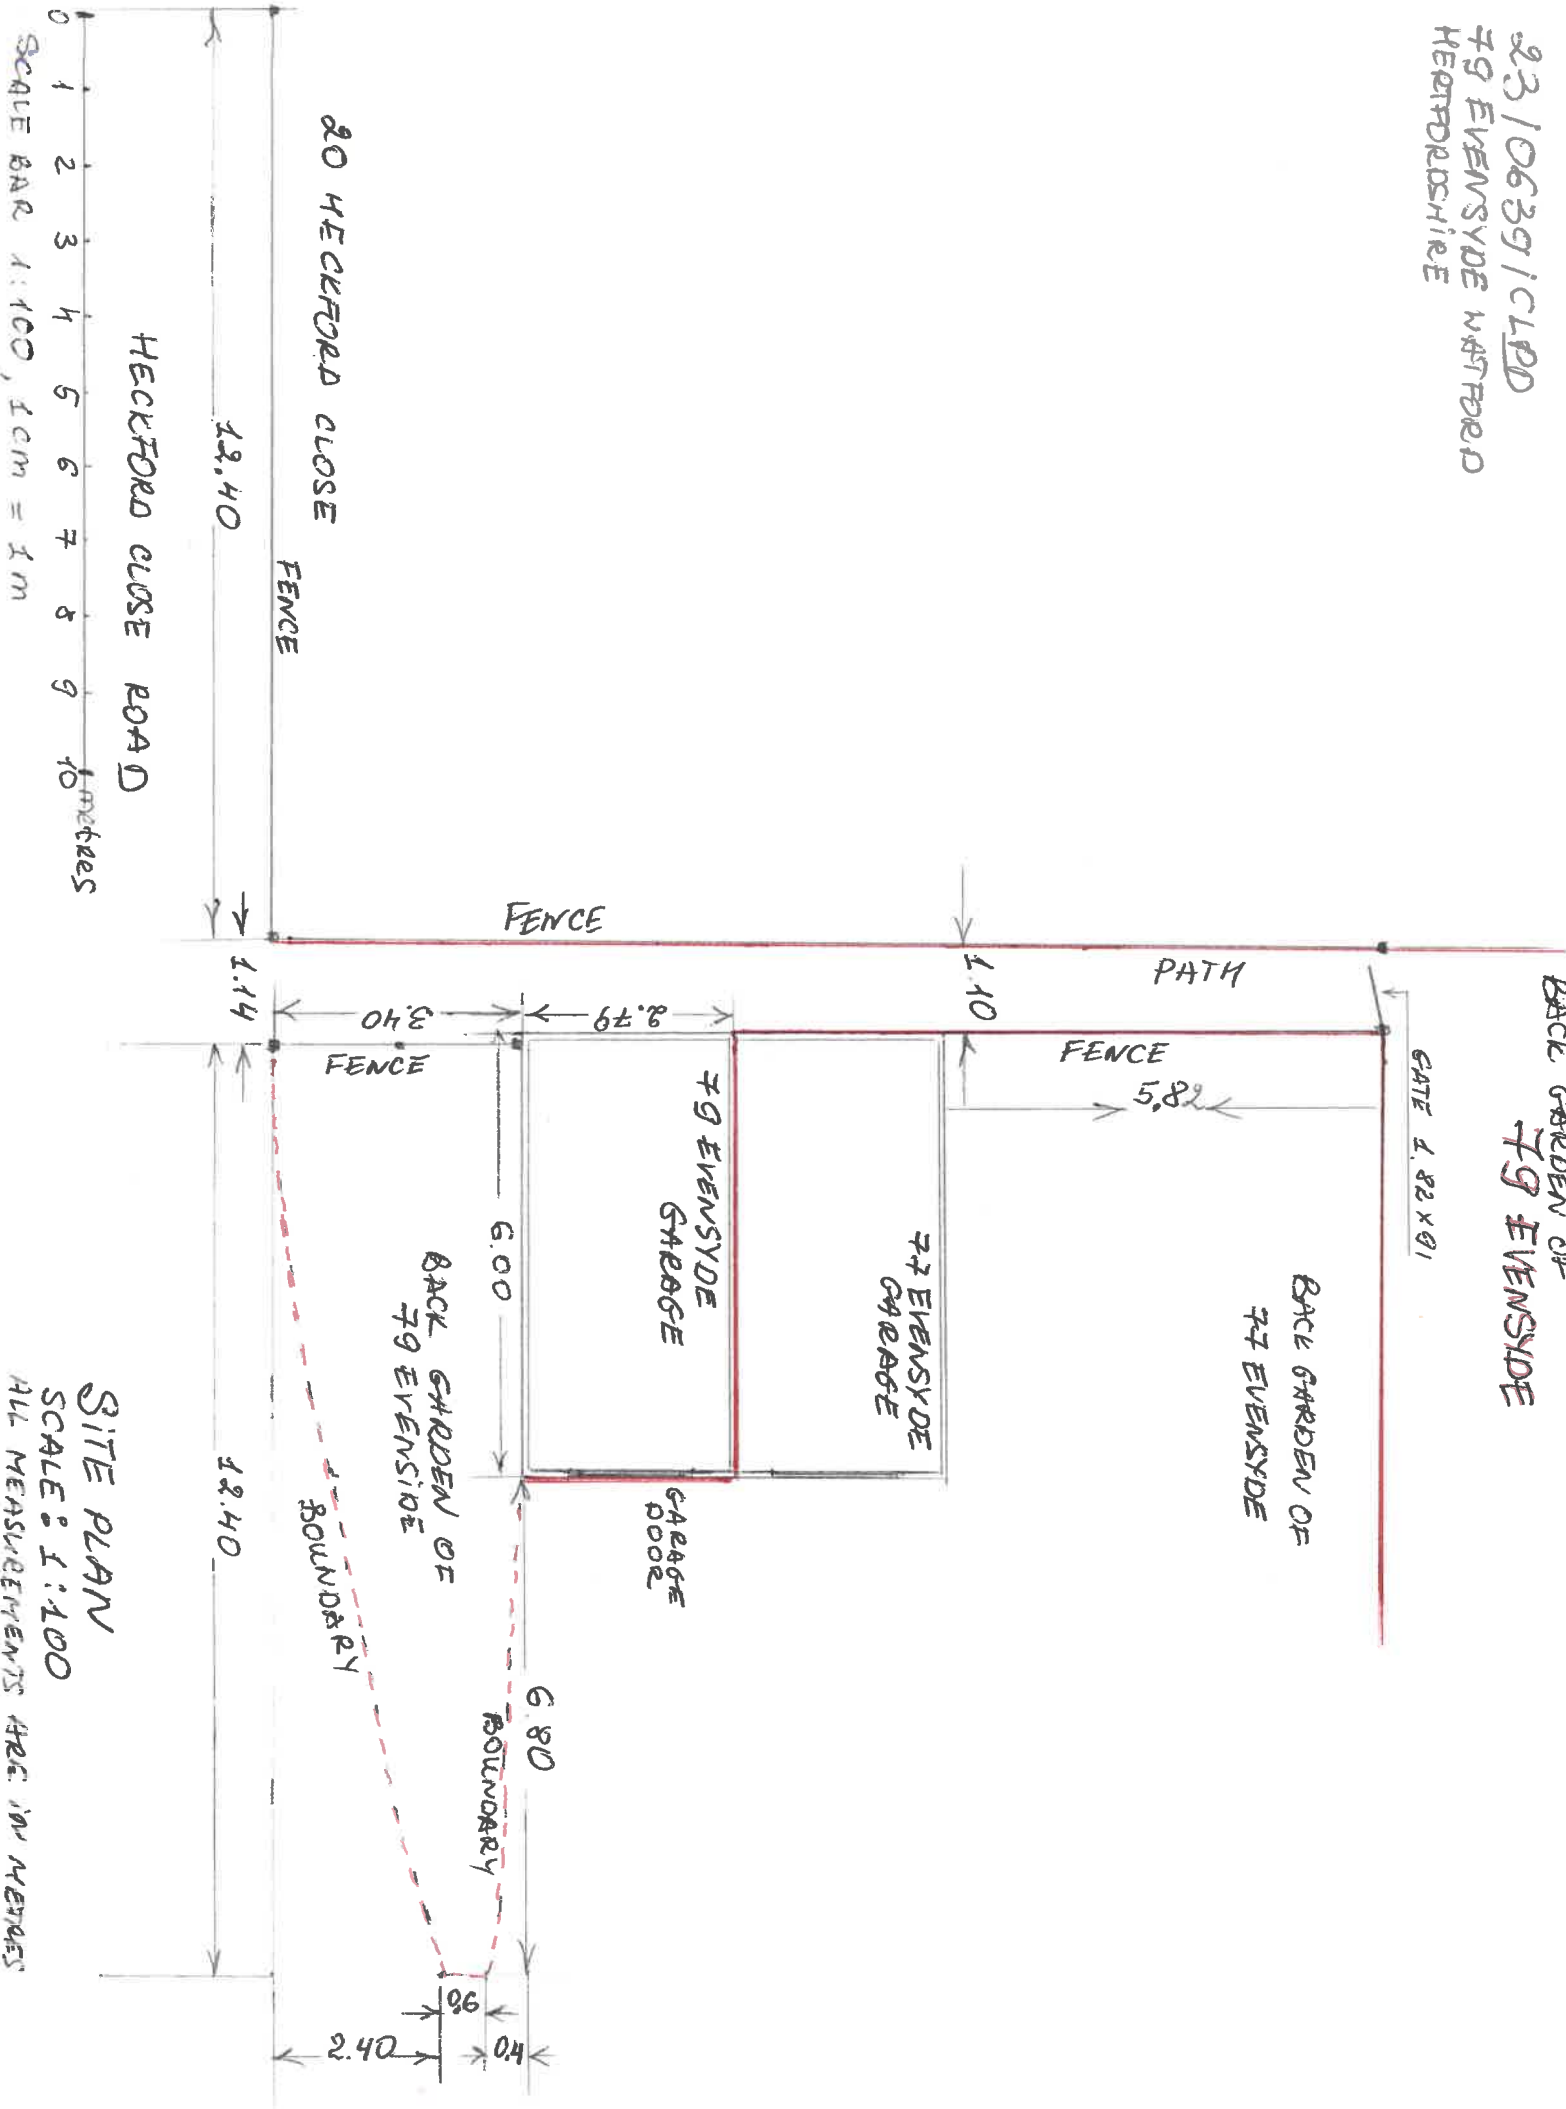 23/0639/CLPD
79 EVENSYDE WATFORD
HERTFORDSHIRE
BACK GARDEN OF
79 EVENSYDE
GATE 1.82x91
BACK GARDEN OF
77 EVENSYDE
PATH
FENCE
5,82
1.10
77 EVENSYDE
GARAGE
79 EVENSYDE
GARAGE
GARAGE
DOOR
2.79
FENCE
6.00
6.80
BOUNDARY
BACK GARDEN OF
79 EVENSIDE
3.40
FENCE
BOUNDARY
0,6
0,4
2.40
20 HECKFORD CLOSE
FENCE
12.40
1.14
12.40
HECKFORD CLOSE ROAD
0 1 2 3 4 5 6 7 8 9 10 metres
SCALE BAR 1:100, 1cm = 1m
SITE PLAN
SCALE: 1:100
ALL MEASUREMENTS ARE IN METRES